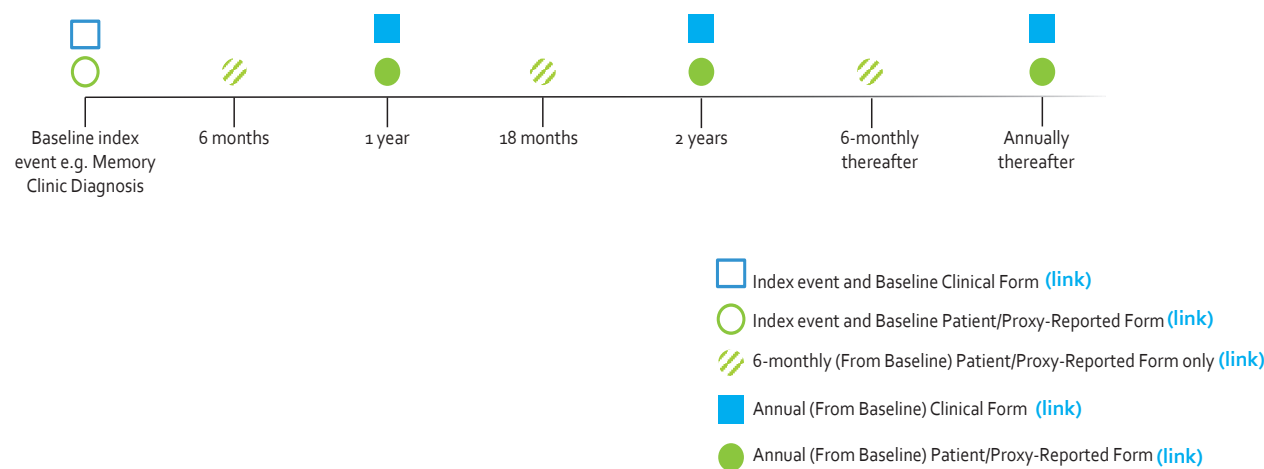 Baseline index
event e.g. Memory
Clinic Diagnosis
6 months
1 year
18 months
2 years
6-monthly
thereafter
Annually
thereafter
Index event and Baseline Clinical Form (link)
Index event and Baseline Patient/Proxy-Reported Form (link)
6-monthly (From Baseline) Patient/Proxy-Reported Form only (link)
Annual (From Baseline) Clinical Form (link)
Annual (From Baseline) Patient/Proxy-Reported Form (link)